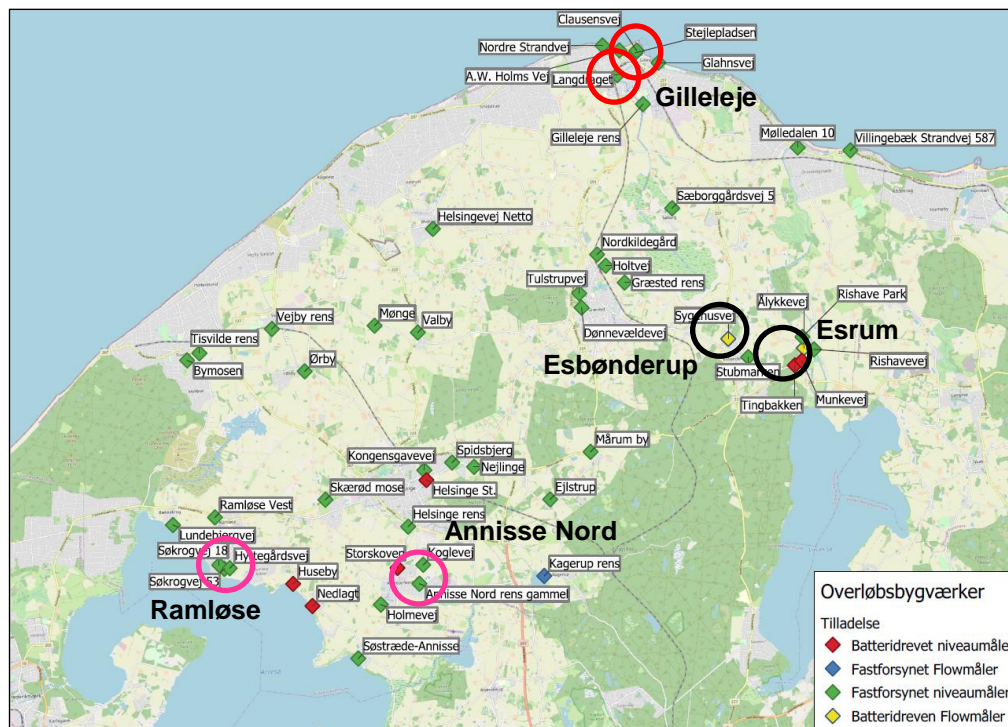 Clausensvej
Stejlepladsen
Nordre Strandvej
Glahnsvej
A.W. Holms Vej
Langdraget
Gilleleje
Gilleleje rens
Mølledalen 10
Villingebæk Strandvej 587
Sæborggårdsvej 5
Helsingevej Netto
Nordkildegård
Holtvej
Tulstrupvej
Græsted rens
Ålykkevej
Rishave Park
Sygehusvej
Esrum
Vejby rens
Mønge
Valby
Dønnevældevej
Tisvilde rens
Ørby
Esbønderup
Stubmarken
Rishavevej
Bymosen
Tingbakken
Munkevej
Mårum by
Kongensgavevej
Spidsbjerg
Nejlinge
Helsinge St.
Skærød mose
Ejlstrup
Ramløse Vest
Helsinge rens
Annisse Nord
Lundebjergvej
Søkrogvej 18
Hyttegårdsvej
Storskoven
Koglevej
Kagerup rens
Søkrogvej 63
Huseby
Annisse Nord rens gammel
Ramløse
Nedlagt
Holmevej
Søstræde-Annisse
Overløbsbygværker
Tilladelse
Batteridrevet niveaumåler
Fastforsynet Flowmåler
Fastforsynet niveaumåler
Batteridreven Flowmåler